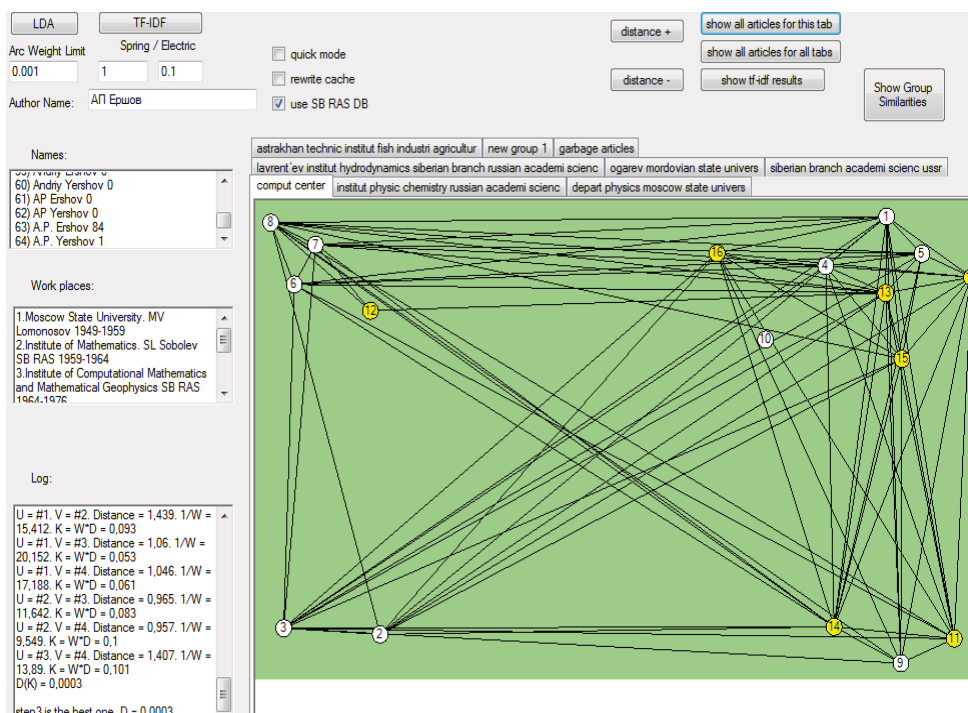 LDA
TF-IDF
Arc Weight Limit
Spring / Electric
0.001
1
0.1
Author Name:
АП Ершов
quick mode
rewrite cache
use SB RAS DB
distance +
distance -
show all articles for this tab
show all articles for all tabs
show tf-idf results
Show Group
Similarities
Names:
60) Andriy Yershov 0
61) AP Ershov 0
62) AP Yershov 0
63) A.P. Ershov 84
64) A.P. Yershov 1
Work places:
1.Moscow State University. MV
Lomonosov 1949-1959
2.Institute of Mathematics. SL Sobolev
SB RAS 1959-1964
3.Institute of Computational Mathematics
and Mathematical Geophysics SB RAS
1964-1976
Log:
U = #1. V = #2. Distance = 1,439. 1/W =
15,412. K = W*D = 0,093
U = #1. V = #3. Distance = 1,06. 1/W =
20,152. K = W*D = 0,053
U = #1. V = #4. Distance = 1,046. 1/W =
17,188. K = W*D = 0,061
U = #2. V = #3. Distance = 0,965. 1/W =
11,642. K = W*D = 0,083
U = #2. V = #4. Distance = 0,957. 1/W =
9,549. K = W*D = 0,1
U = #3. V = #4. Distance = 1,407. 1/W =
13,89. K = W*D = 0,101
D(K) = 0,0003
step3 is the best one. D = 0,0003
astrakhan technic institut fish industri agricultur
new group 1
garbage articles
lavrent'ev institut hydrodynamics siberian branch russian academi scienc
ogarev mordovian state univers
siberian branch academi scienc ussr
comput center
institut physic chemistry russian academi scienc
depart physics moscow state univers
8
1
7
16
5
4
6
13
12
10
15
3
2
14
11
9